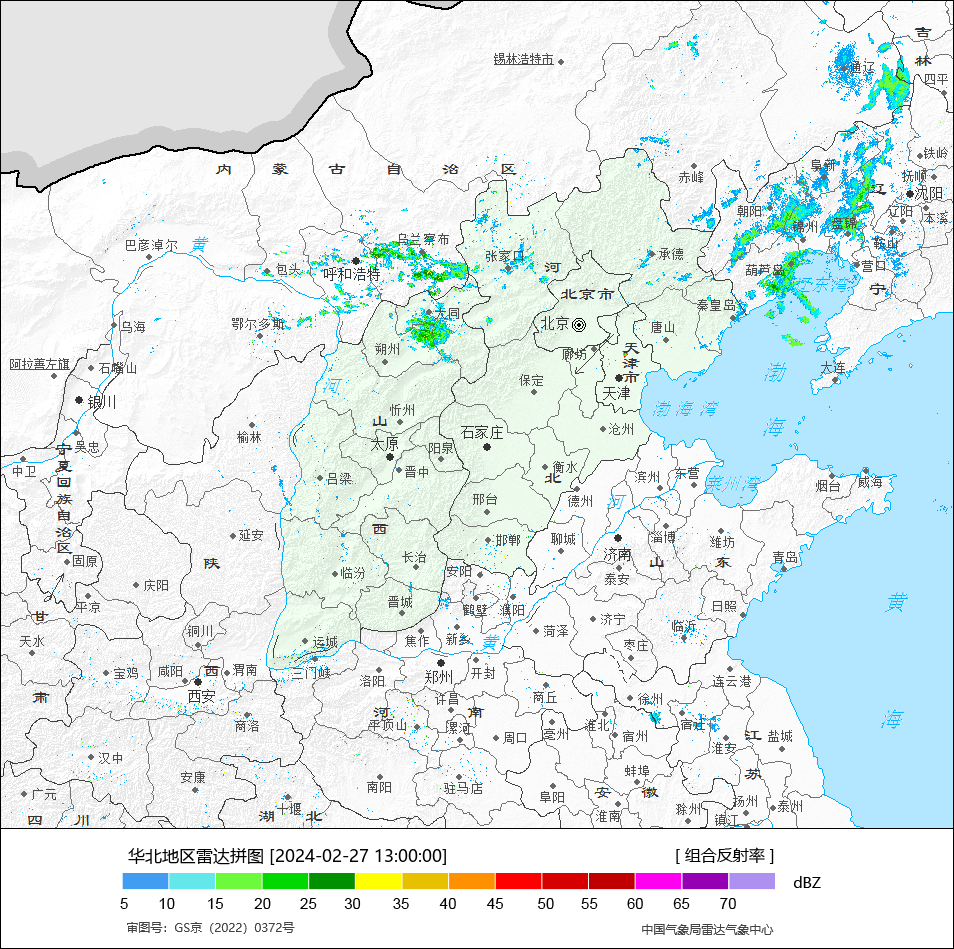 吉
锡林浩特市
通辽
林
四平
内 蒙 古 自 治 区
赤峰
阜新
铁岭
抚顺
辽
沈阳
朝阳
辽阳
本溪
锦州
盘锦
鞍山
巴彦淖尔
黄
乌兰察布
张家口
承德
包头
呼和浩特
河
葫芦岛
营口
辽东湾
宁
北京市
秦皇岛
乌海
鄂尔多斯
大同
北京
唐山
朔州
廊坊
天
津
市
阿拉善左旗
石嘴山
河
保定
天津
渤
大连
银川
山
忻州
渤海湾
海
榆林
太原
阳泉
石家庄
沧州
吴忠
宁
夏
回
族
自
治
区
中卫
吕梁
晋中
衡水
北
滨州
东营
莱州湾
烟台
威海
邢台
德州
河
西
延安
邯郸
聊城
济南
淄博
潍坊
固原
陕
长治
山
东
青岛
临汾
安阳
泰安
庆阳
平凉
甘
晋城
鹤壁
濮阳
日照
黄
铜川
济宁
临沂
天水
运城
焦作
新乡
黄
菏泽
枣庄
宝鸡
咸阳
西
渭南
三门峡
洛阳
郑州
开封
连云港
肃
西安
许昌
商丘
徐州
商洛
河
南
平顶山
漯河
淮北
宿迁
海
周口
亳州
宿州
江
盐城
淮安
汉中
安康
南阳
驻马店
蚌埠
苏
广元
十堰
阜阳
安
徽
滁州
扬州
泰州
四
川
湖
北
淮南
镇江
华北地区雷达拼图 [2024-02-27 13:00:00]
[ 组合反射率 ]
dBZ
5 10 15 20 25 30 35 40 45 50 55 60 65 70
审图号：GS京（2022）0372号
中国气象局雷达气象中心